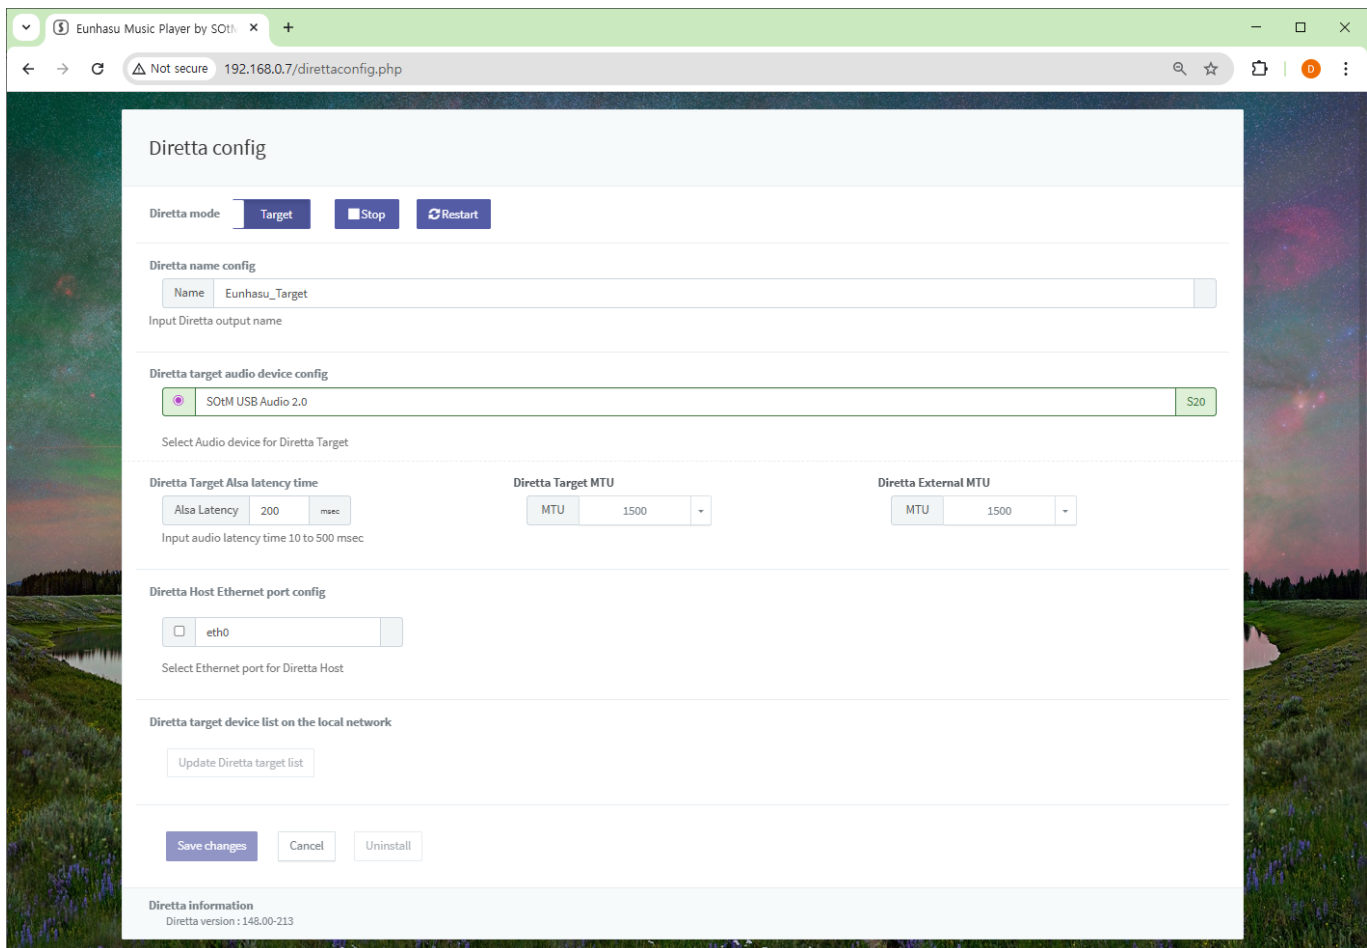 Eunhasu Music Player by SOtM
Not secure 192.168.0.7/direttaconfig.php
D
Diretta config
Diretta mode Target Stop Restart
Diretta name config
Name Eunhasu_Target
Input Diretta output name
Diretta target audio device config
SOtM USB Audio 2.0 S20
Select Audio device for Diretta Target
Diretta Target Alsa latency time Diretta Target MTU Diretta External MTU
Alsa Latency 200 msec MTU 1500 MTU 1500
Input audio latency time 10 to 500 msec
Diretta Host Ethernet port config
eth0
Select Ethernet port for Diretta Host
Diretta target device list on the local network
Update Diretta target list
Save changes Cancel Uninstall
Diretta information
Diretta version : 148.00-213